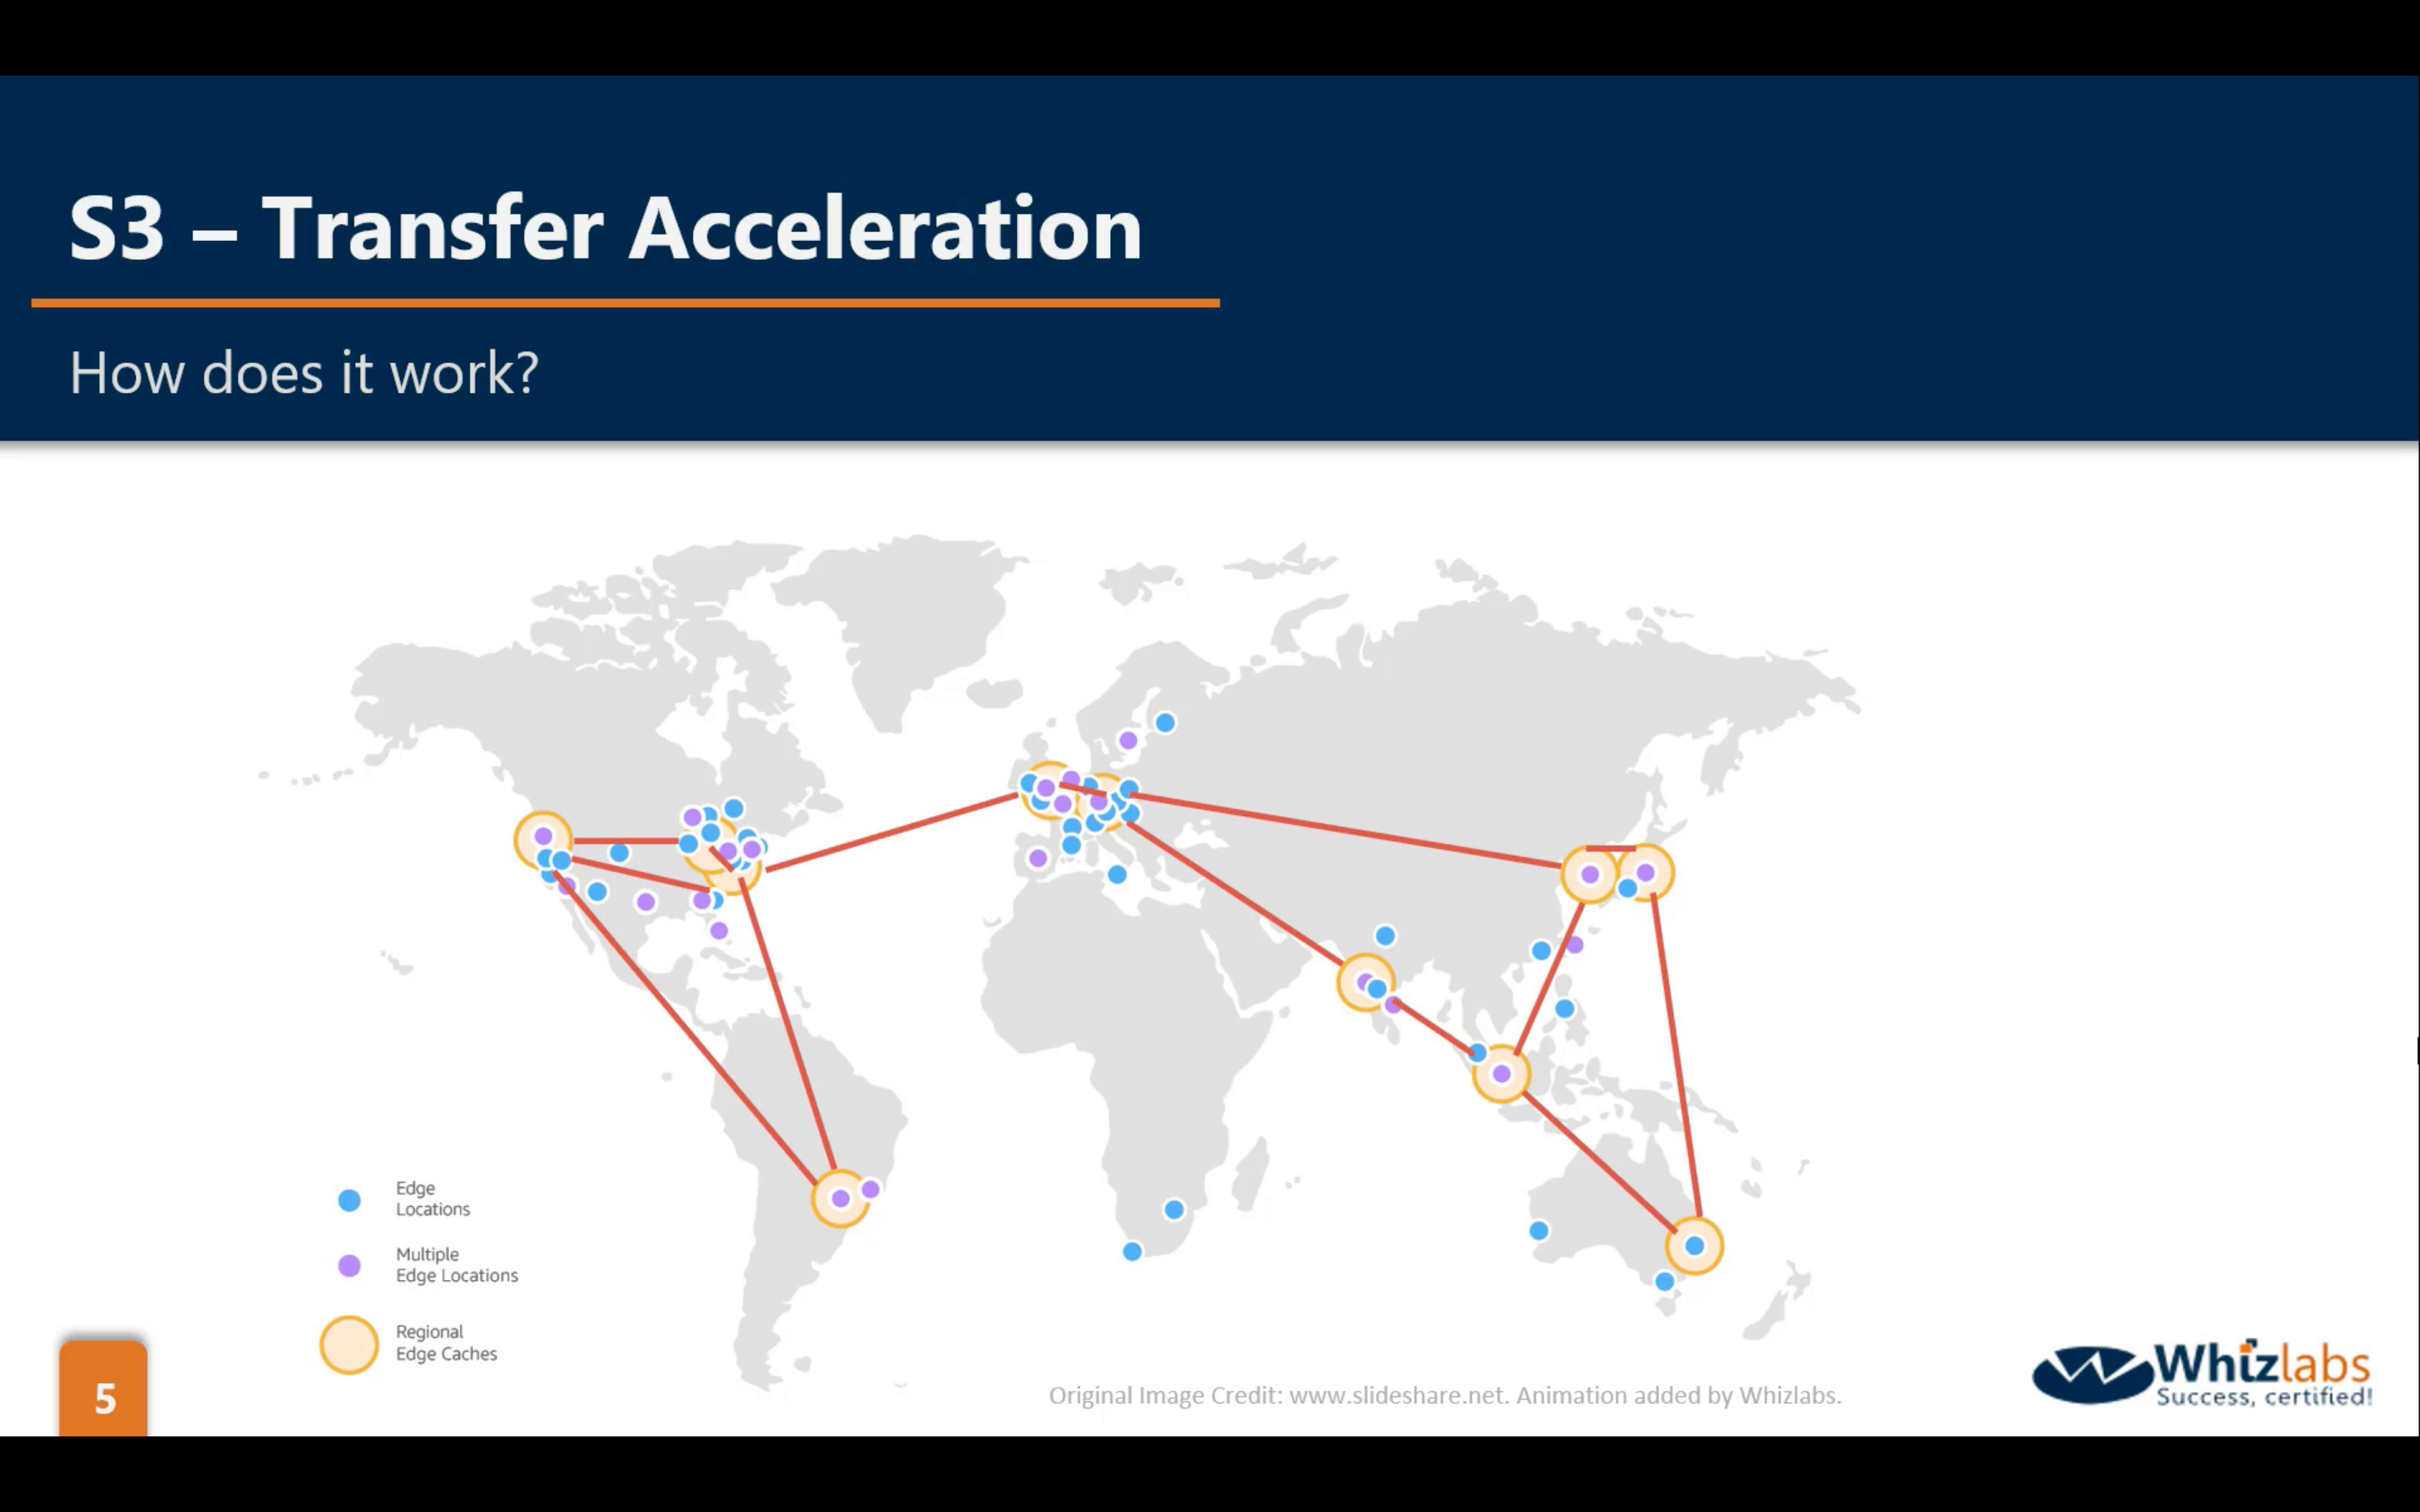 S3 – Transfer Acceleration
How does it work?
Edge
Locations
Multiple
Edge Locations
Regional
Edge Caches
5
Original Image Credit: www.slideshare.net. Animation added by Whizlabs.
Whizlabs
Success, certified!